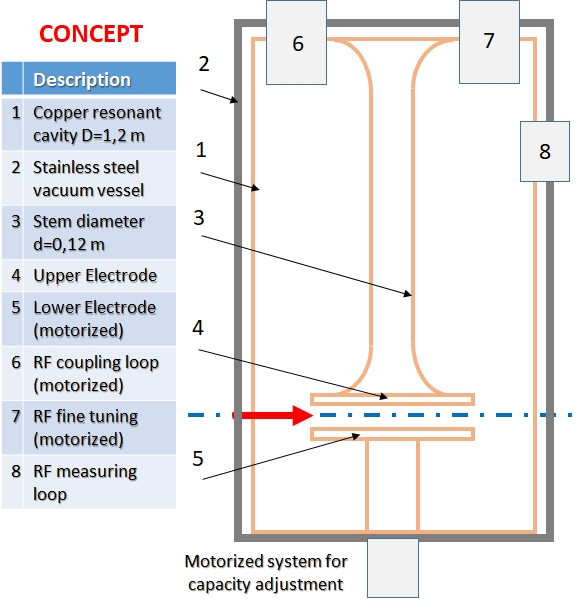 CONCEPT
Description
1 Copper resonant
cavity D=1,2 m
2 Stainless steel
vacuum vessel
3 Stem diameter
d=0,12 m
4 Upper Electrode
5 Lower Electrode
(motorized)
6 RF coupling loop
(motorized)
7 RF fine tuning
(motorized)
8 RF measuring
loop
6
7
2
8
1
3
4
5
Motorized system for
capacity adjustment